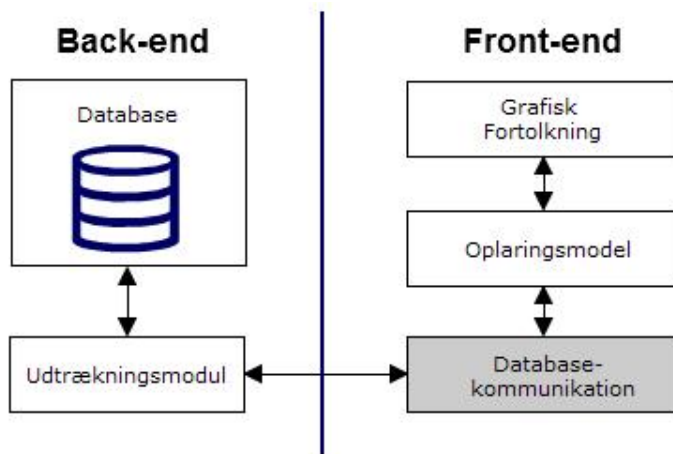 Back-end
Database
Udtrækningsmodul
Front-end
Grafisk
Fortolkning
Oplaringsmodel
Database-
kommunikation